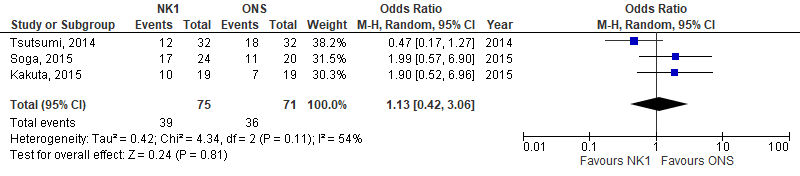 NK1 ONS Odds Ratio Odds Ratio
Study or Subgroup Events Total Events Total Weight M-H, Random, 95% CI Year M-H, Random, 95% CI
Tsutsumi, 2014 12 32 18 32 38.2% 0.47 [0.17, 1.27] 2014
Soga, 2015 17 24 11 20 31.5% 1.99 [0.57, 6.90] 2015
Kakuta, 2015 10 19 7 19 30.3% 1.90 [0.52, 6.96] 2015
Total (95% CI) 75 71 100.0% 1.13 [0.42, 3.06]
Total events 39 36
Heterogeneity: Tau² = 0.42; Chi² = 4.34, df = 2 (P = 0.11); I² = 54%
Test for overall effect: Z = 0.24 (P = 0.81)
0.01 0.1 1 10 100
Favours NK1 Favours ONS